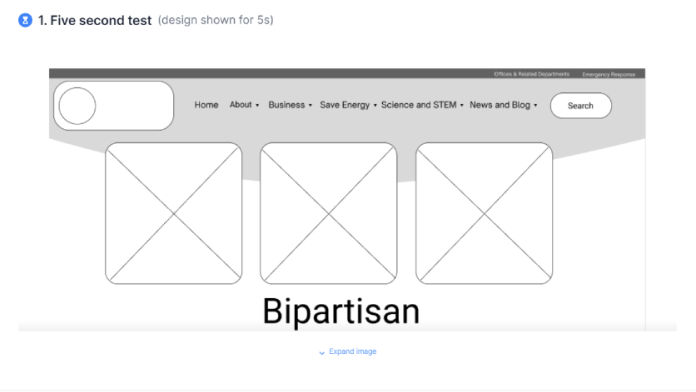 1. Five second test (design shown for 5s)
Offices & Related Departments Emergency Response
Home About Business Save Energy Science and STEM News and Blog Search
Bipartisan
Expand image